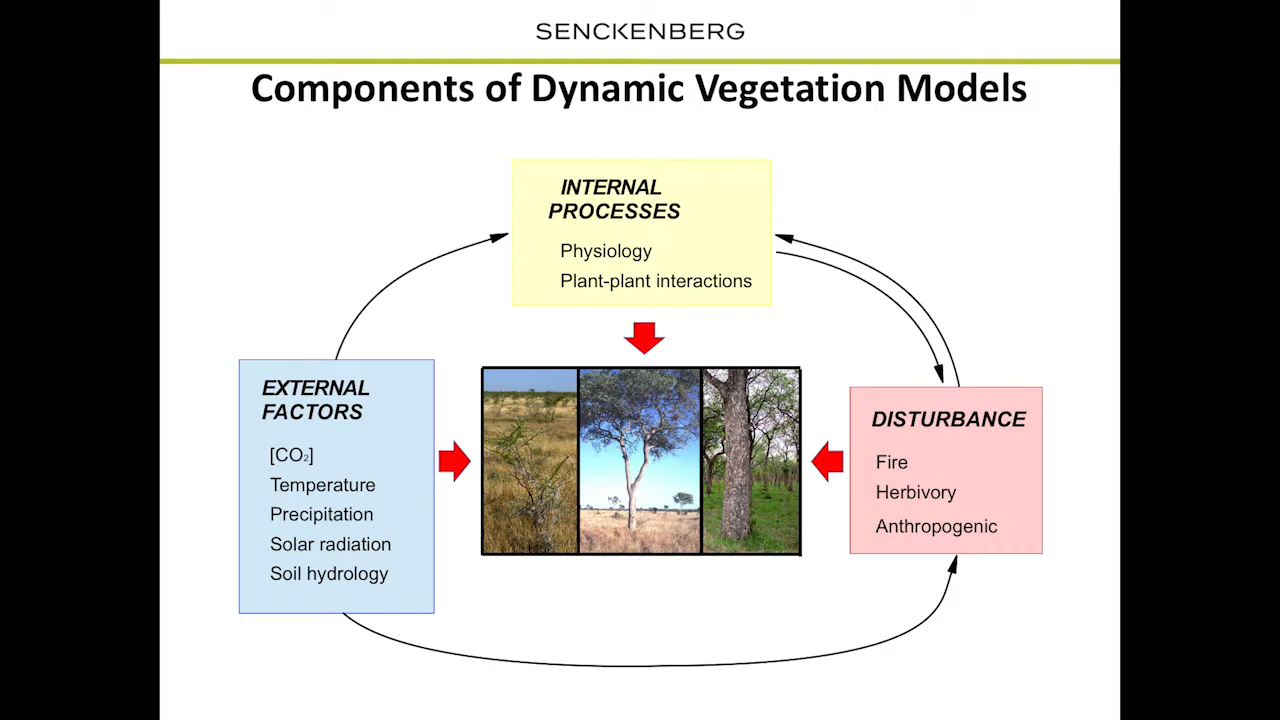 SENCKENBERG
Components of Dynamic Vegetation Models
INTERNAL
PROCESSES
Physiology
Plant-plant interactions
EXTERNAL
FACTORS
[CO₂]
Temperature
Precipitation
Solar radiation
Soil hydrology
DISTURBANCE
Fire
Herbivory
Anthropogenic